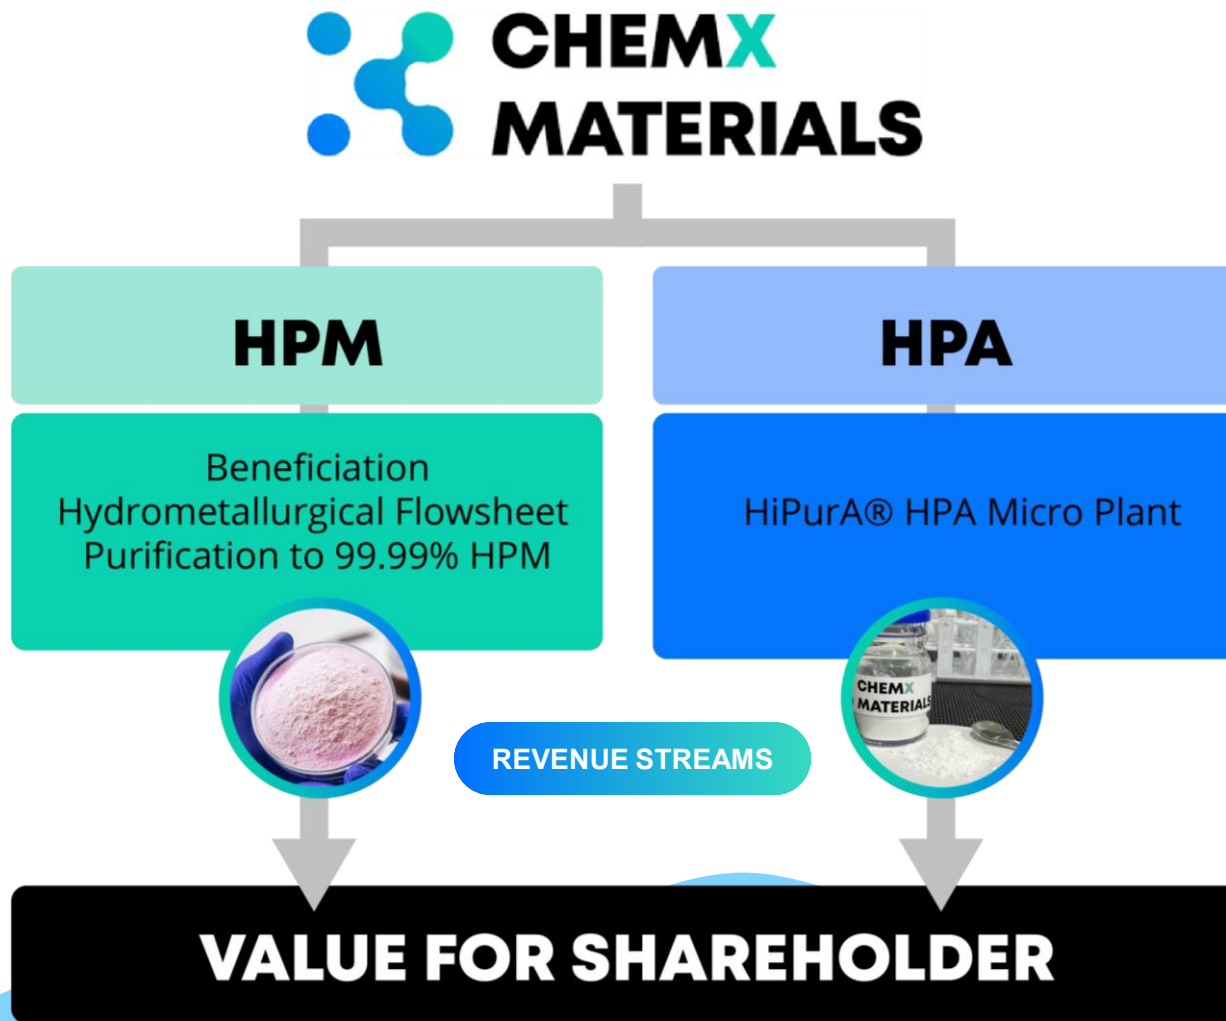 CHEMX
MATERIALS
HPM
HPA
Beneficiation
Hydrometallurgical Flowsheet
Purification to 99.99% HPM
HiPurA® HPA Micro Plant
CHEMX
MATERIALS
REVENUE STREAMS
VALUE FOR SHAREHOLDER